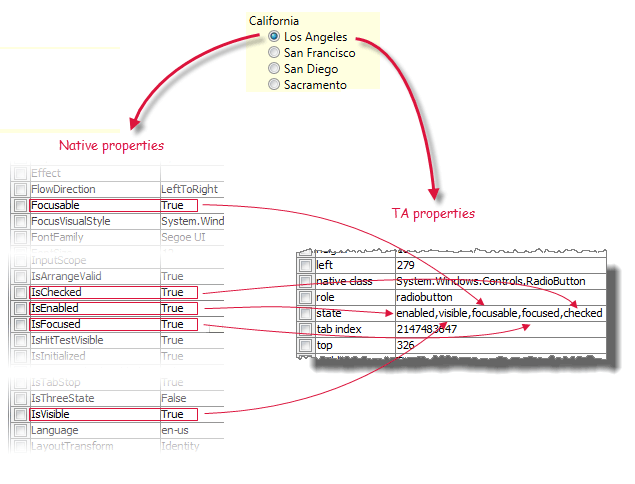 California
Los Angeles
San Francisco
San Diego
Sacramento
Native properties
Effect
FlowDirection LeftToRight
Focusable True
FocusVisualStyle System.Wind
FontFamily Segoe UI
InputScope
IsArrangeValid True
IsChecked True
IsEnabled True
IsFocused True
IsHitTestVisible True
IsInitialized True
IsTabStop True
IsThreeState False
IsVisible True
Language en-us
LayoutTransform Identity
TA properties
left 279
native class System.Windows.Controls.RadioButton
role radiobutton
state enabled,visible,focusable,focused,checked
tab index 2147483647
top 326